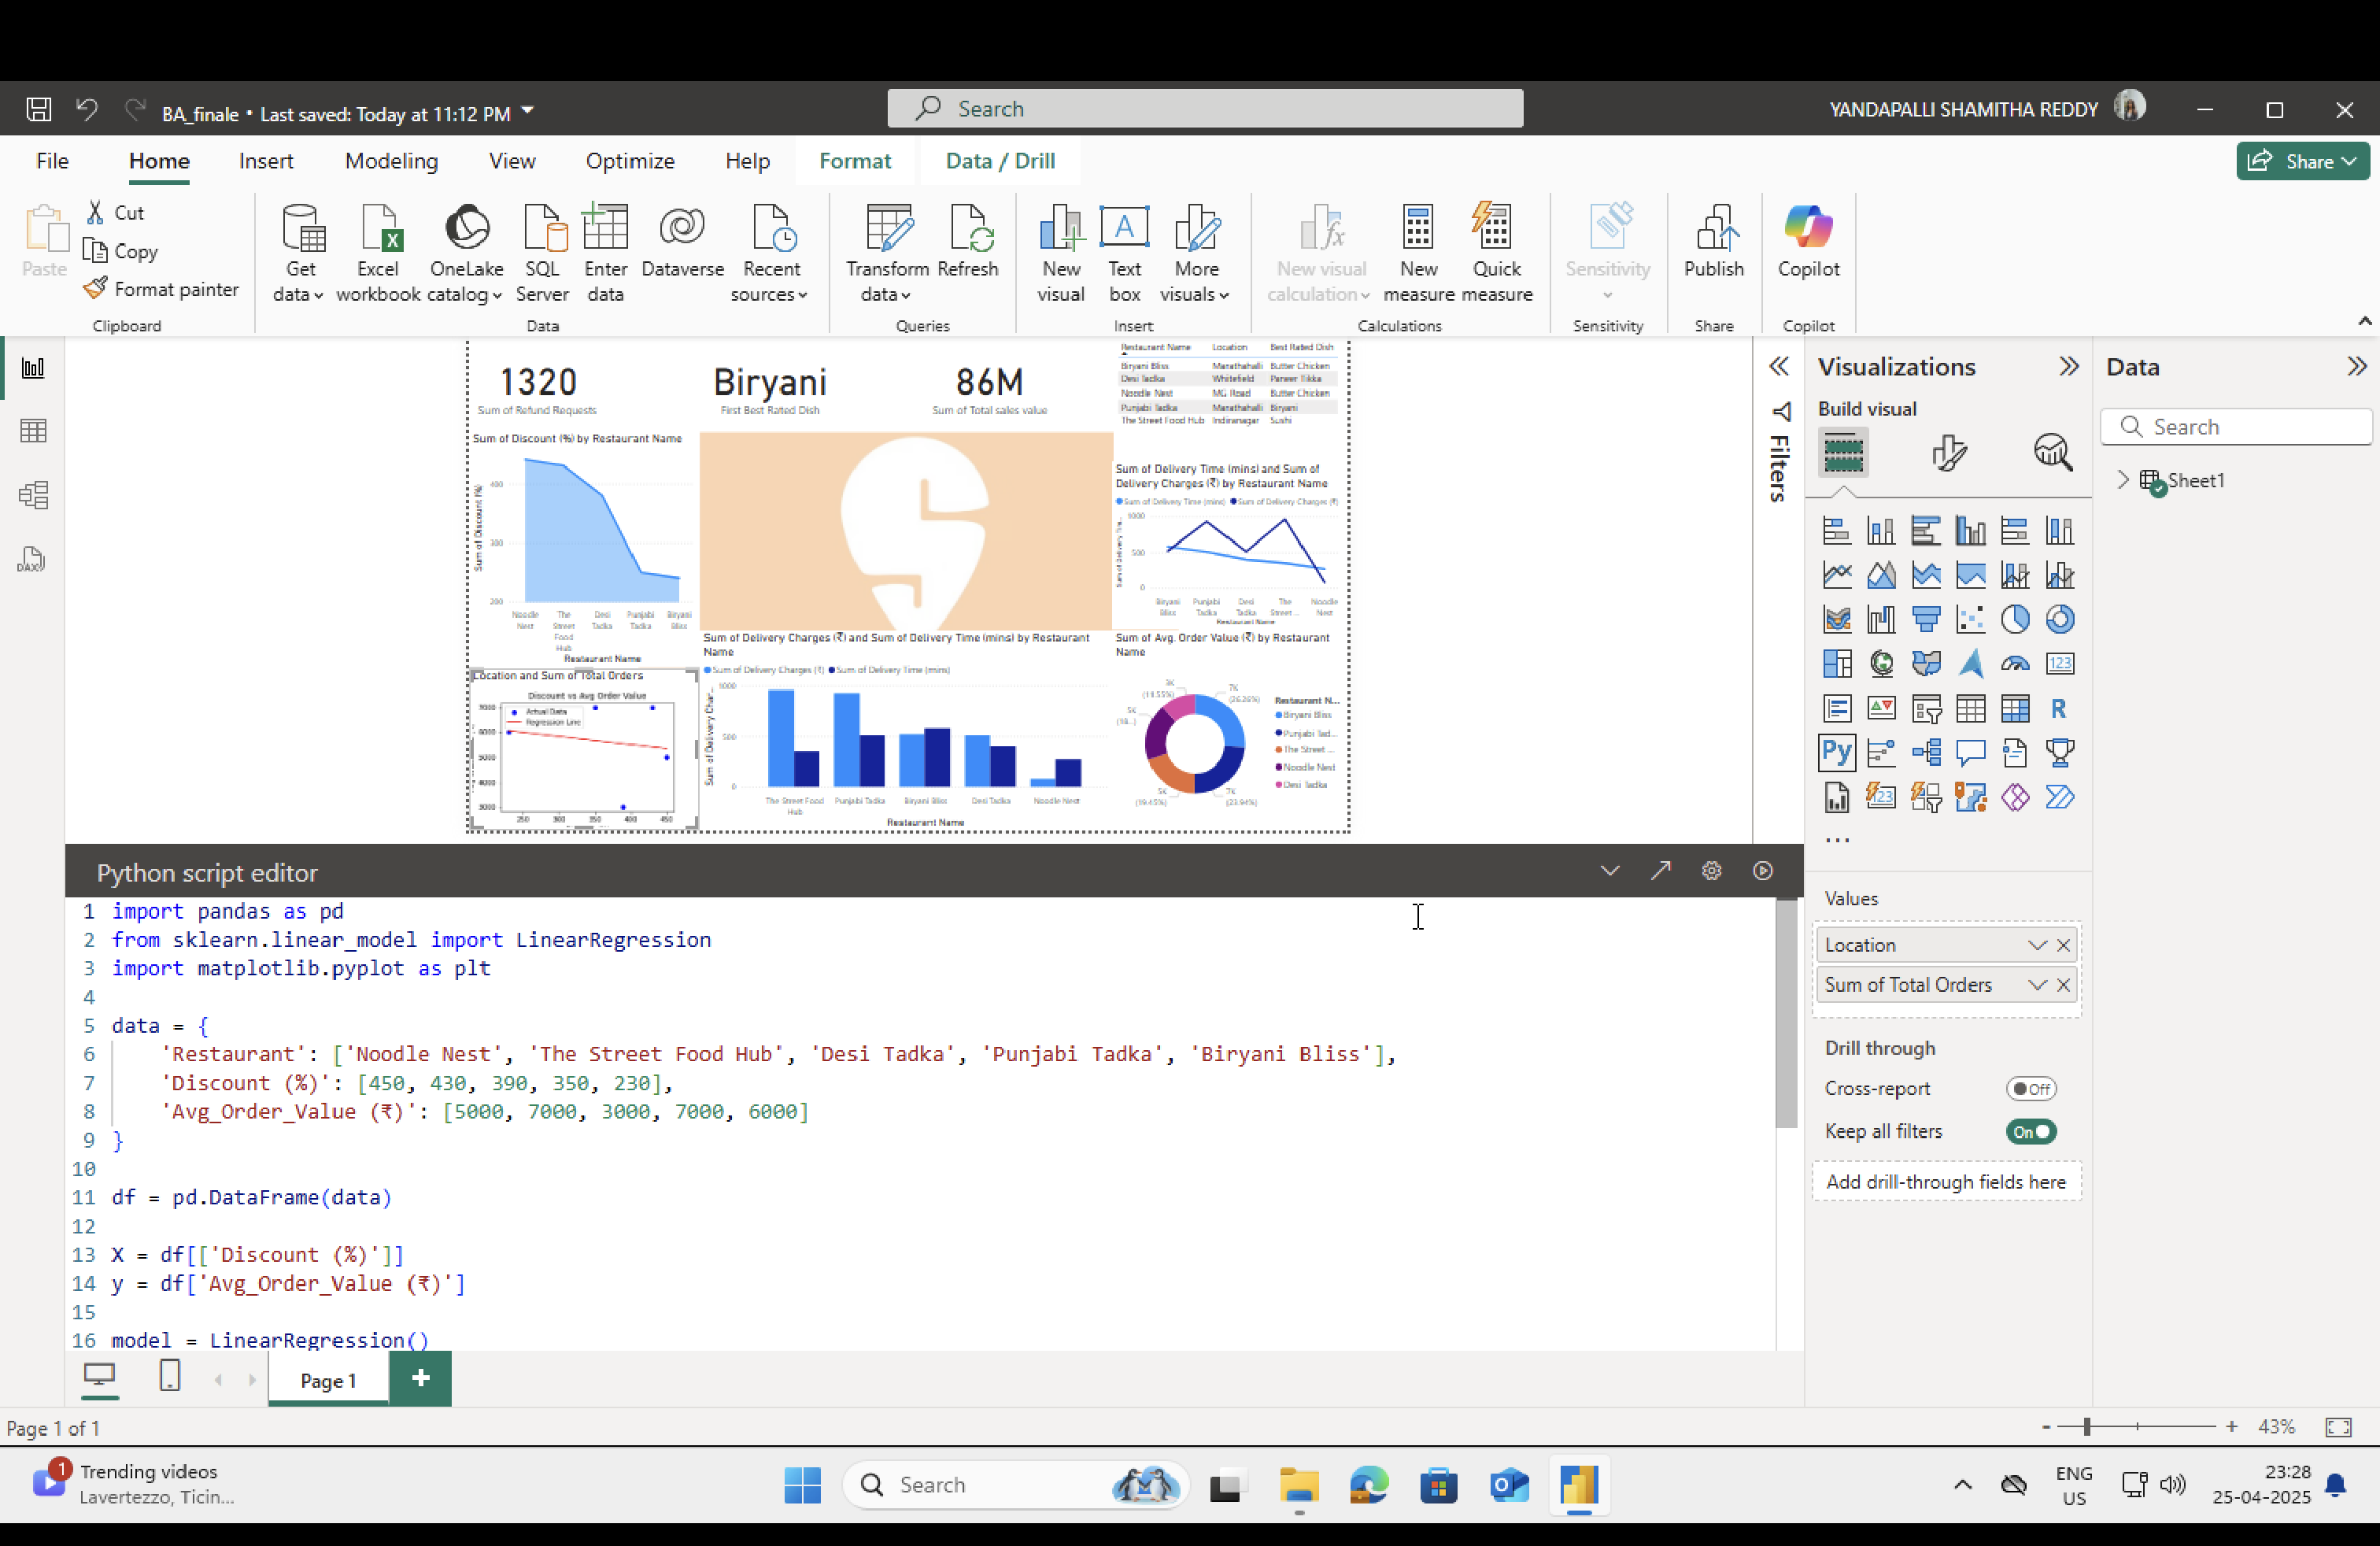 BA_finale • Last saved: Today at 11:12 PM
Search
YANDAPALLI SHAMITHA REDDY
File Home Insert Modeling View Optimize Help Format Data / Drill
Share
Paste
Cut
Copy
Format painter
Clipboard
Get data
Excel workbook
OneLake catalog
SQL Server
Enter data
Dataverse
Recent sources
Data
Transform data
Refresh
Queries
New visual
Text box
More visuals
Insert
New visual calculation
New measure
Quick measure
Calculations
Sensitivity
Sensitivity
Publish
Share
Copilot
Copilot
DAX
1320
Sum of Refund Requests
Biryani
First Best Rated Dish
86M
Sum of Total sales value
Restaurant Name Location Best Rated Dish
Biryani Bliss Marathahalli Butter Chicken
Desi Tadka Whitefield Paneer Tikka
Noodle Nest MG Road Butter Chicken
Punjabi Tadka Marathahalli Biryani
The Street Food Hub Indiranagar Sushi
Sum of Discount (%) by Restaurant Name
Sum of Discount (%)
400
300
200
Noodle Nest
The Street Food Hub
Desi Tadka
Punjabi Tadka
Biryani Bliss
Restaurant Name
Sum of Delivery Time (mins) and Sum of
Delivery Charges (₹) by Restaurant Name
Sum of Delivery Time (mins) Sum of Delivery Charges (₹)
1000
500
0
Biryani Bliss
Punjabi Tadka
Desi Tadka
The Street ...
Noodle Nest
Restaurant Name
Location and Sum of Total Orders
Discount vs Avg Order Value
Actual Data
Regression Line
7000
6000
5000
4000
3000
250 300 350 400 450
Sum of Delivery Charges (₹) and Sum of Delivery Time (mins) by Restaurant
Name
Sum of Delivery Charges (₹) Sum of Delivery Time (mins)
Sum of Delivery Char...
1000
500
0
The Street Food Hub
Punjabi Tadka
Biryani Bliss
Desi Tadka
Noodle Nest
Restaurant Name
Sum of Avg. Order Value (₹) by Restaurant
Name
3K
7K
(26.26%)
5K
5K
(19.45%)
7K
(23.94%)
Restaurant N...
Biryani Bliss
Punjabi Tad...
The Street ...
Noodle Nest
Desi Tadka
Filters
Visualizations
Build visual
123
R
Py
123
...
Values
Location
Sum of Total Orders
Drill through
Cross-report Off
Keep all filters On
Add drill-through fields here
Data
Search
Sheet1
Python script editor
1 import pandas as pd
2 from sklearn.linear_model import LinearRegression
3 import matplotlib.pyplot as plt
4
5 data = {
6 'Restaurant': ['Noodle Nest', 'The Street Food Hub', 'Desi Tadka', 'Punjabi Tadka', 'Biryani Bliss'],
7 'Discount (%)': [450, 430, 390, 350, 230],
8 'Avg_Order_Value (₹)': [5000, 7000, 3000, 7000, 6000]
9 }
10
11 df = pd.DataFrame(data)
12
13 X = df[['Discount (%)']]
14 y = df['Avg_Order_Value (₹)']
15
16 model = LinearRegression()
Page 1
+
Page 1 of 1
- + 43%
1
Trending videos
Lavertezzo, Ticin...
Search
ENG
US
23:28
25-04-2025